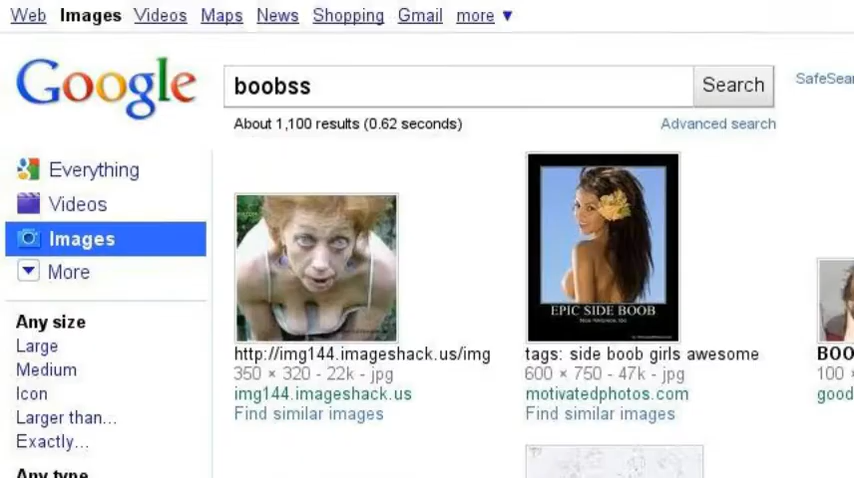 Web Images Videos Maps News Shopping Gmail more ▼
Google
boobss
Search
About 1,100 results (0.62 seconds)
Advanced search
Everything
Videos
Images
More
Any size
Large
Medium
Icon
Larger than...
Exactly...
Any type
http://img144.imageshack.us/img
350 × 320 - 22k - jpg
img144.imageshack.us
Find similar images
EPIC SIDE BOOB
tags: side boob girls awesome
600 × 750 - 47k - jpg
motivatedphotos.com
Find similar images
BOO
100 ×
good